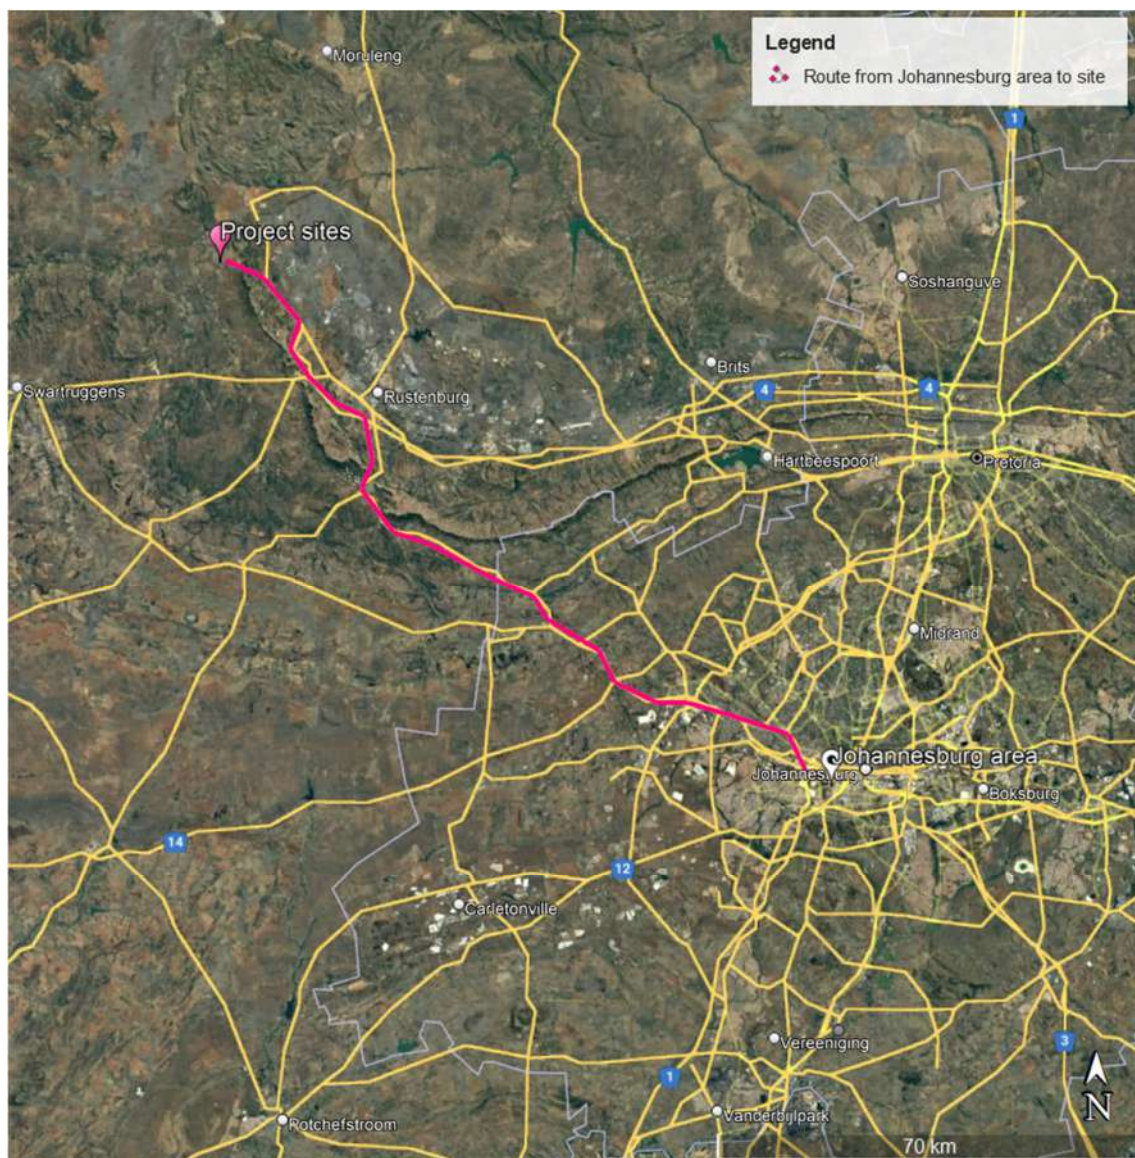 Legend
Route from Johannesburg area to site
Moruleng
1
Project sites
Soshanguve
Brits
4
4
Swartruggens
Rustenburg
Hartbeespoort
Pretoria
Midrand
Johannesburg area
Johannesburg
Boksburg
14
12
Carletonville
Vereeniging
3
1
N
Vanderbijlpark
Potchefstroom
70 km